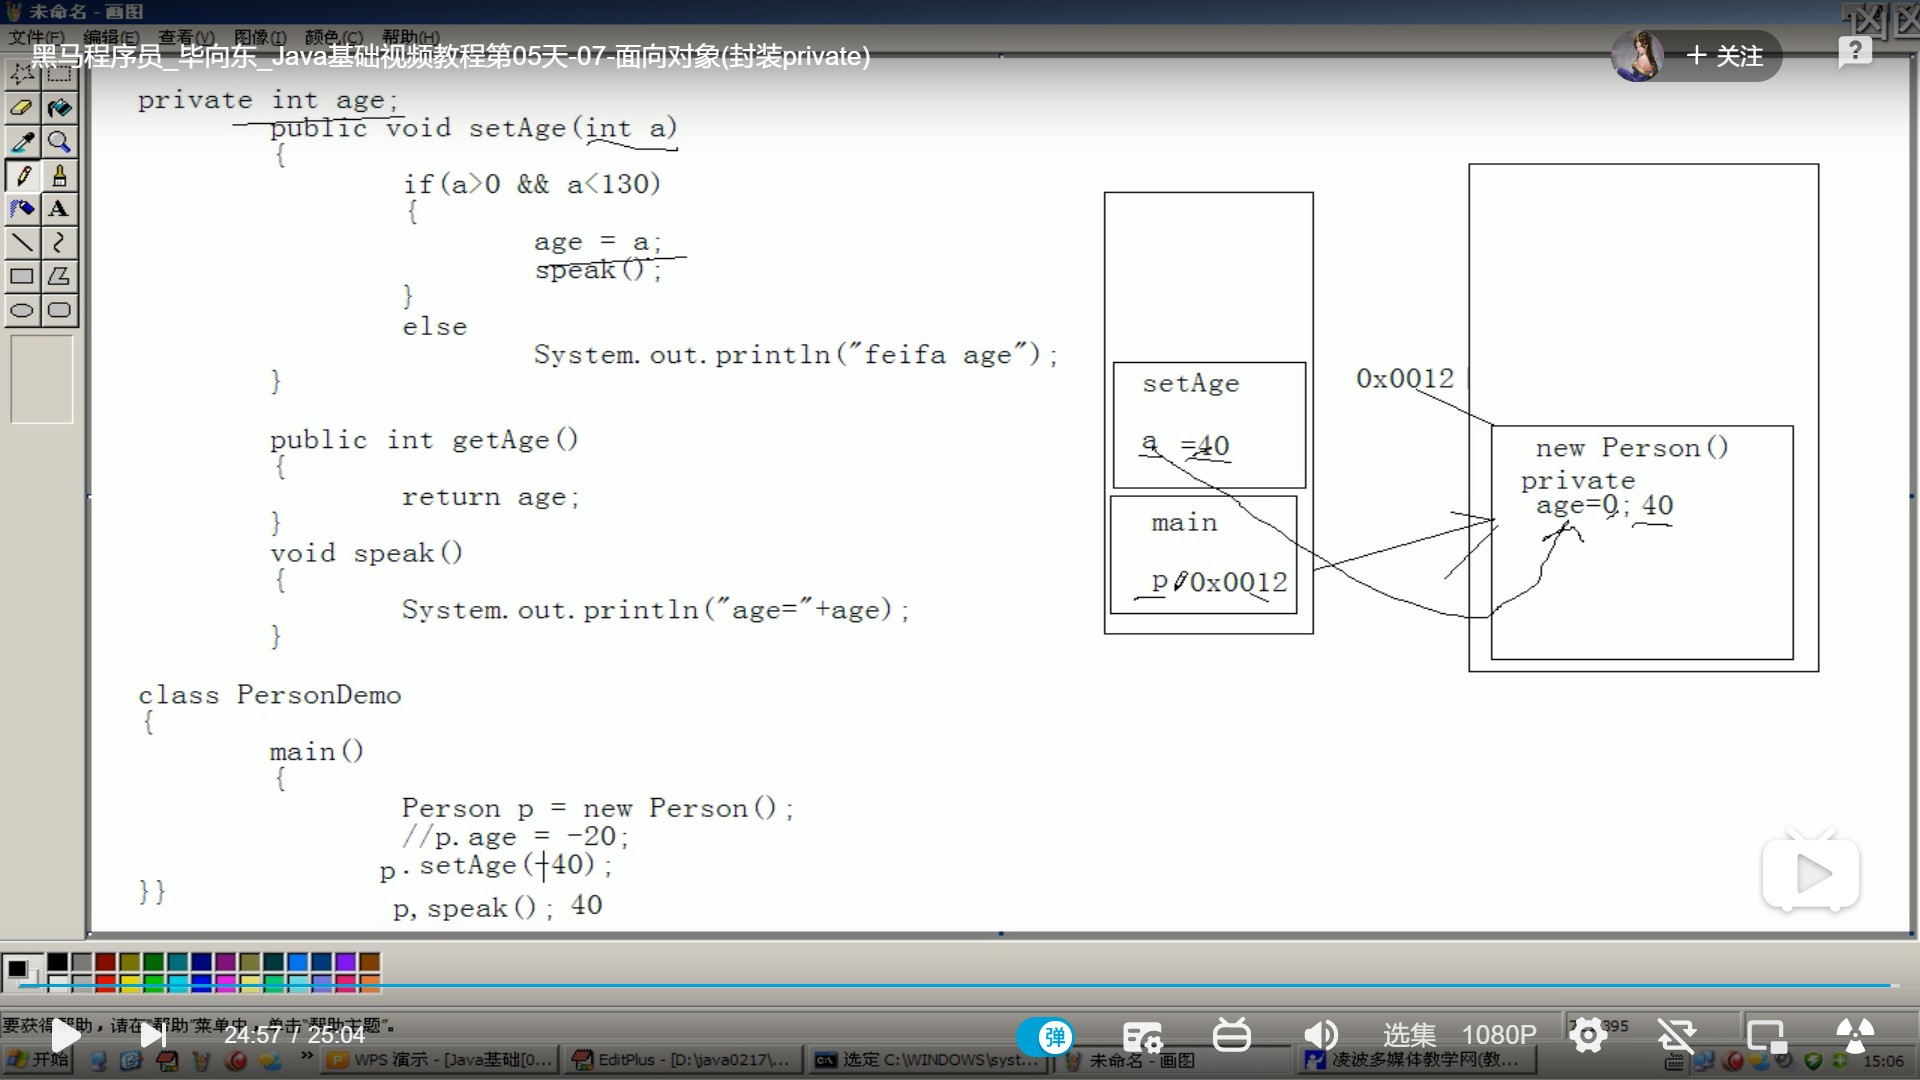 未命名 - 画图
文件(F) 编辑(E) 查看(V) 图像(I) 颜色(C) 帮助(H)
黑马程序员_毕向东_Java基础视频教程第05天-07-面向对象(封装private)
+ 关注
private int age;
public void setAge(int a)
{
if(a>0 && a<130)
{
age = a;
speak();
}
else
System.out.println("feifa age");
}
public int getAge()
{
return age;
}
void speak()
{
System.out.println("age="+age);
}
class PersonDemo
{
main()
{
Person p = new Person();
//p.age = -20;
p.setAge( 40);
}}
p,speak(); 40
setAge
a =40
main
p 0x0012
0x0012
new Person()
private
age=0; 40
要获得帮助，请在"帮助"菜单中，单击"帮助主题"。
24:57 / 25:04
弹
选集
1080P
395
开始
WPS 演示 - [Java基础[0...
EditPlus - [D:\java0217\...
选定 C:\WINDOWS\syst...
未命名 - 画图
凌波多媒体教学网(教...
15:06